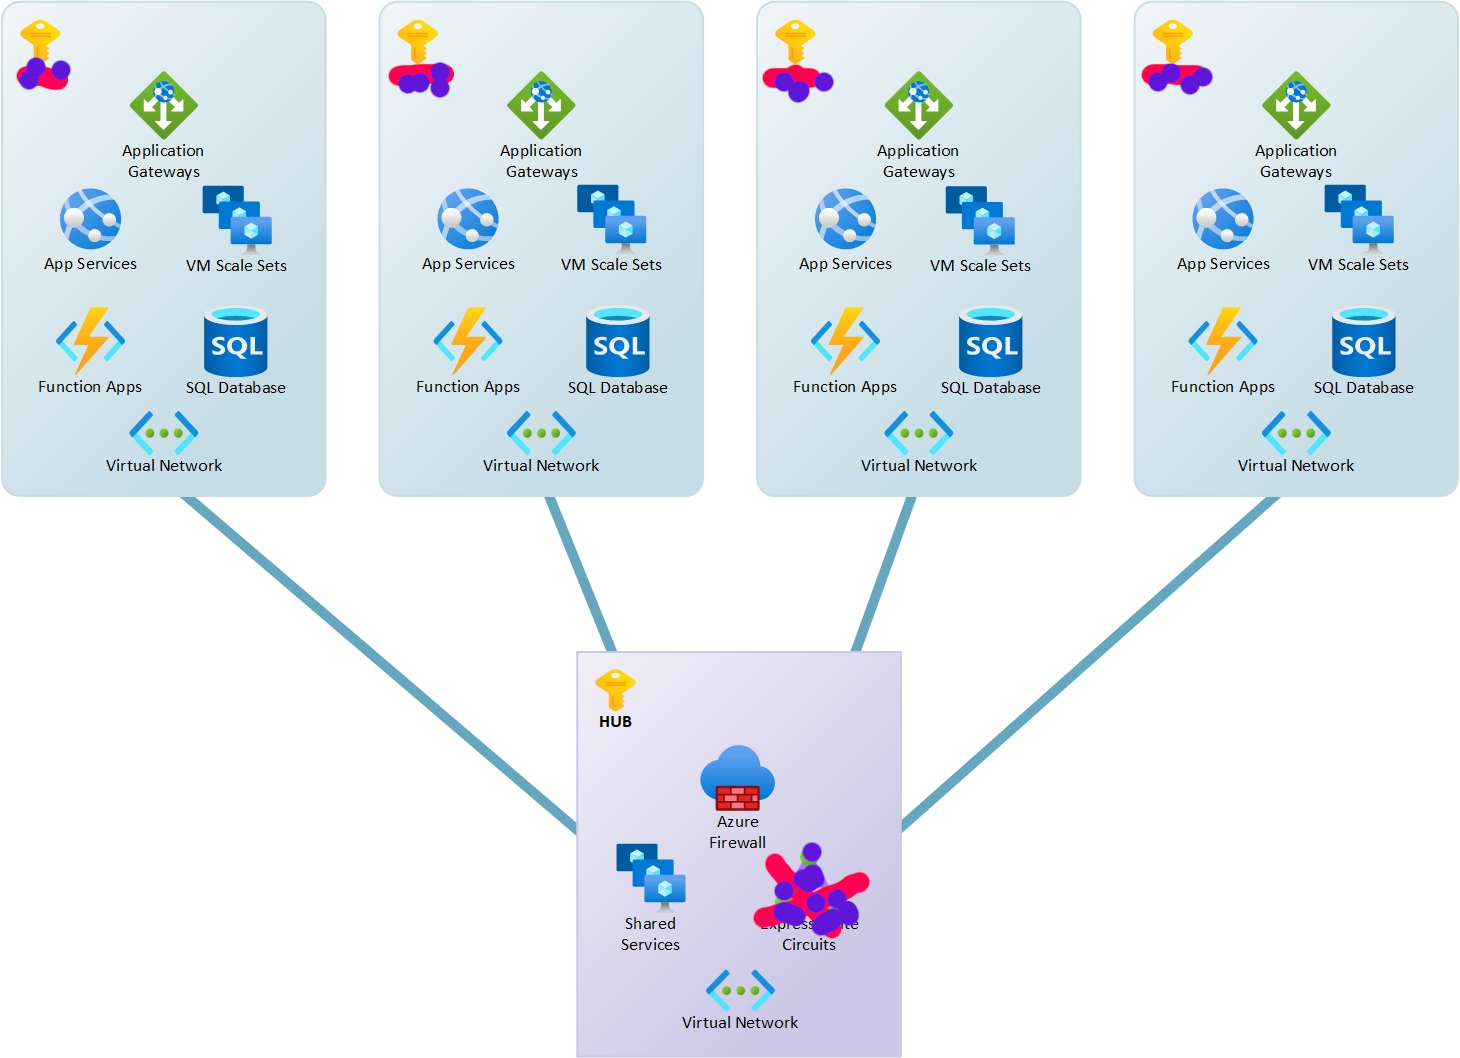 Application
Gateways
App Services
VM Scale Sets
Function Apps
SQL
SQL Database
Virtual Network
Application
Gateways
App Services
VM Scale Sets
Function Apps
SQL
SQL Database
Virtual Network
Application
Gateways
App Services
VM Scale Sets
Function Apps
SQL
SQL Database
Virtual Network
Application
Gateways
App Services
VM Scale Sets
Function Apps
SQL
SQL Database
Virtual Network
HUB
Azure
Firewall
Shared
Services
Circuits
Virtual Network